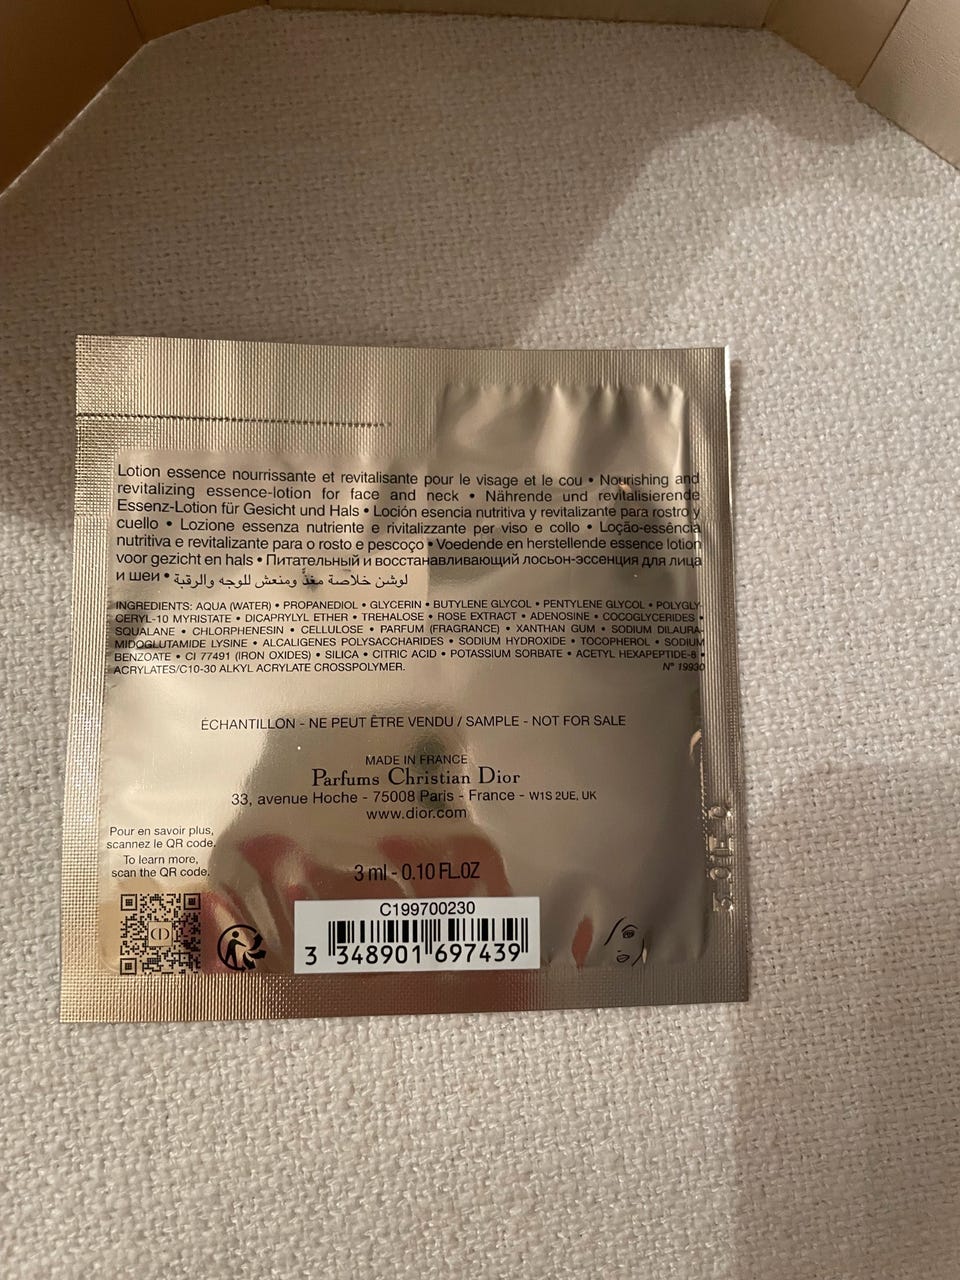 Lotion essence nourrissante et revitalisante pour le visage et le cou • Nourishing and
revitalizing essence-lotion for face and neck • Nährende und revitalisierende
Essenz-Lotion für Gesicht und Hals • Loción esencia nutritiva y revitalizante para rostro y
cuello • Lozione essenza nutriente e rivitalizzante per viso e collo • Loção-essência
nutritiva e revitalizante para o rosto e pescoço • Voedende en herstellende essence lotion
voor gezicht en hals • Питательный и восстанавливающий лосьон-эссенция для лица
и шеи • لوشن خلاصة مغذٍّ ومنعش للوجه والرقبة
INGREDIENTS: AQUA (WATER) • PROPANEDIOL • GLYCERIN • BUTYLENE GLYCOL • PENTYLENE GLYCOL • POLYGLY-
CERYL-10 MYRISTATE • DICAPRYLYL ETHER • TREHALOSE • ROSE EXTRACT • ADENOSINE • COCOGLYCERIDES •
SQUALANE • CHLORPHENESIN • CELLULOSE • PARFUM (FRAGRANCE) • XANTHAN GUM • SODIUM DILAURA-
MIDOGLUTAMIDE LYSINE • ALCALIGENES POLYSACCHARIDES • SODIUM HYDROXIDE • TOCOPHEROL • SODIUM
BENZOATE • CI 77491 (IRON OXIDES) • SILICA • CITRIC ACID • POTASSIUM SORBATE • ACETYL HEXAPEPTIDE-8 •
ACRYLATES/C10-30 ALKYL ACRYLATE CROSSPOLYMER. N° 19930
ÉCHANTILLON - NE PEUT ÊTRE VENDU / SAMPLE - NOT FOR SALE
MADE IN FRANCE
Parfums Christian Dior
33, avenue Hoche - 75008 Paris - France - W1S 2UE, UK
www.dior.com
Pour en savoir plus,
scannez le QR code.
To learn more,
scan the QR code.
3 ml - 0.10 FL.OZ
C199700230
3 348901 697439